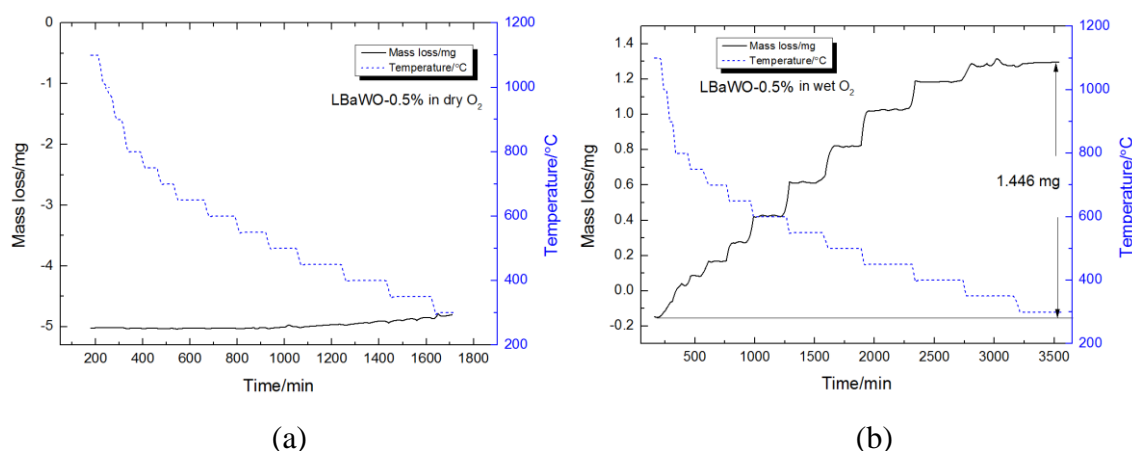 0
-1
-2
-3
-4
-5
Mass loss/mg
200 400 600 800 1000 1200 1400 1600 1800
Time/min
1200
1000
800
600
400
200
Temperature/°C
Mass loss/mg
Temperature/°C
LBaWO-0.5% in dry O2
(a)
1.4
1.2
1.0
0.8
0.6
0.4
0.2
0.0
-0.2
Mass loss/mg
500 1000 1500 2000 2500 3000 3500
Time/min
1200
1000
800
600
400
200
Temperature/°C
Mass loss/mg
Temperature/°C
LBaWO-0.5% in wet O2
1.446 mg
(b)